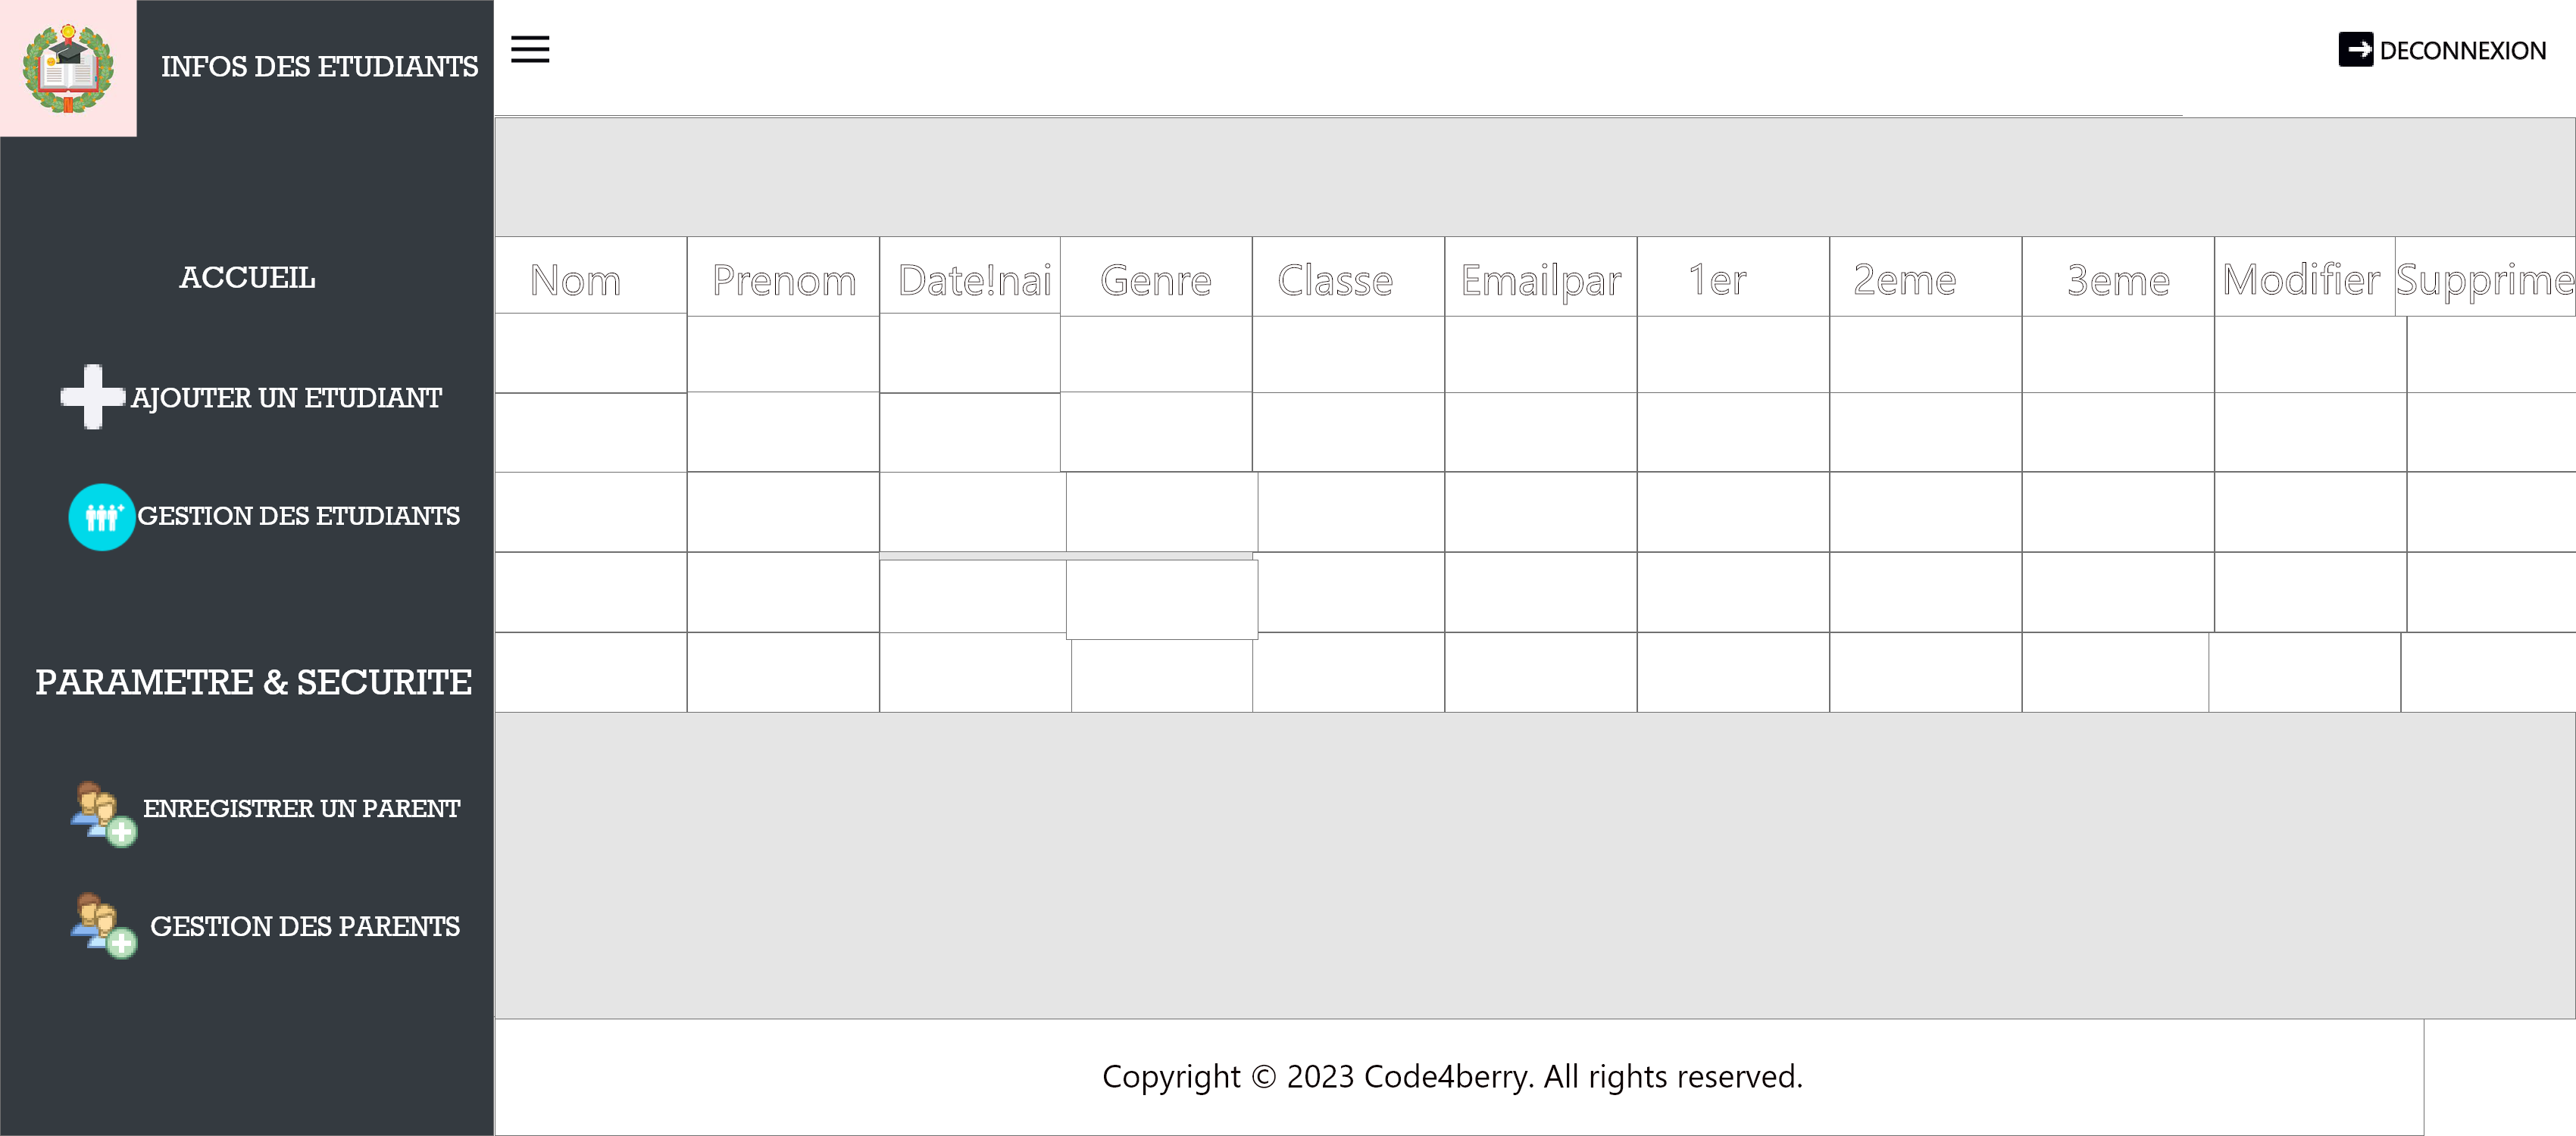 INFOS DES ETUDIANTS
DECONNEXION
ACCUEIL
AJOUTER UN ETUDIANT
GESTION DES ETUDIANTS
PARAMETRE & SECURITE
ENREGISTRER UN PARENT
GESTION DES PARENTS
Nom Prenom Date!nai Genre Classe Emailpar 1er 2eme 3eme Modifier Supprime
Copyright © 2023 Code4berry. All rights reserved.